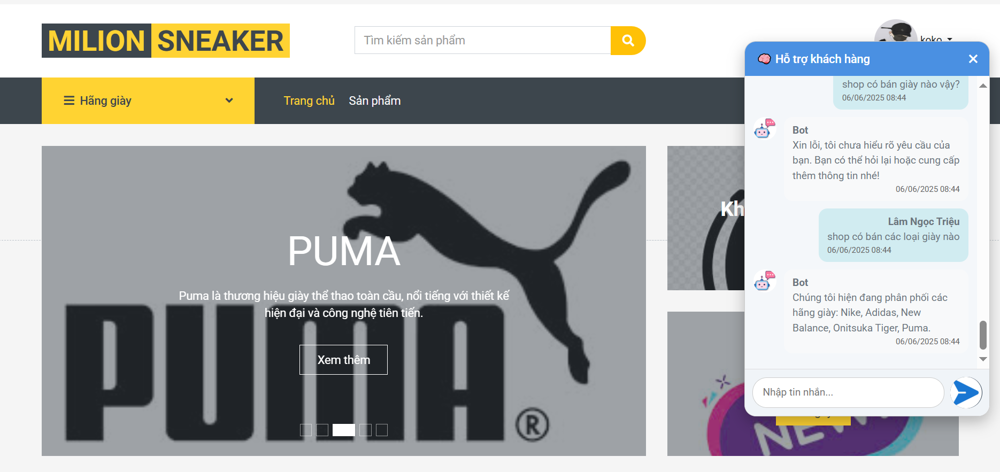 MILION SNEAKER
Tìm kiếm sản phẩm
koko
Hãng giày
Trang chủ
Sản phẩm
PUMA
Puma là thương hiệu giày thể thao toàn cầu, nổi tiếng với thiết kế
hiện đại và công nghệ tiên tiến.
Xem thêm
PUMA
®
Kh
NEW
Hỗ trợ khách hàng
shop có bán giày nào vậy?
06/06/2025 08:44
Bot
Xin lỗi, tôi chưa hiểu rõ yêu cầu của
bạn. Bạn có thể hỏi lại hoặc cung cấp
thêm thông tin nhé!
06/06/2025 08:44
Lâm Ngọc Triệu
shop có bán các loại giày nào
06/06/2025 08:44
Bot
Chúng tôi hiện đang phân phối các
hãng giày: Nike, Adidas, New
Balance, Onitsuka Tiger, Puma.
06/06/2025 08:44
Nhập tin nhắn...